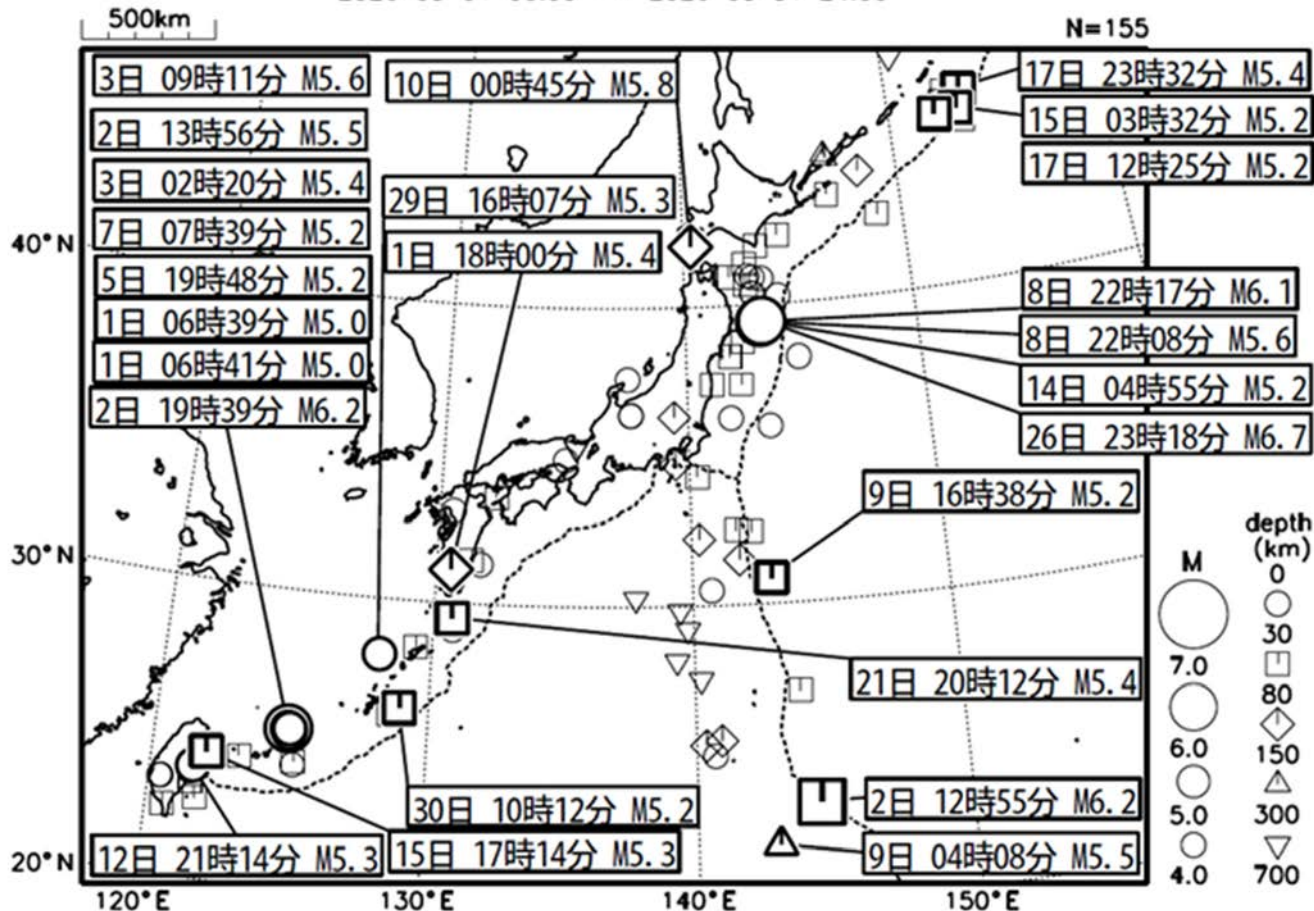 500km
N=155
3日 09時11分 M5.6
2日 13時56分 M5.5
3日 02時20分 M5.4
7日 07時39分 M5.2
5日 19時48分 M5.2
1日 06時39分 M5.0
1日 06時41分 M5.0
2日 19時39分 M6.2
10日 00時45分 M5.8
29日 16時07分 M5.3
1日 18時00分 M5.4
17日 23時32分 M5.4
15日 03時32分 M5.2
17日 12時25分 M5.2
8日 22時17分 M6.1
8日 22時08分 M5.6
14日 04時55分 M5.2
26日 23時18分 M6.7
9日 16時38分 M5.2
21日 20時12分 M5.4
2日 12時55分 M6.2
9日 04時08分 M5.5
30日 10時12分 M5.2
15日 17時14分 M5.3
12日 21時14分 M5.3
40°N
30°N
20°N
120°E
130°E
140°E
150°E
M
7.0
6.0
5.0
4.0
depth
(km)
0
30
80
150
300
700